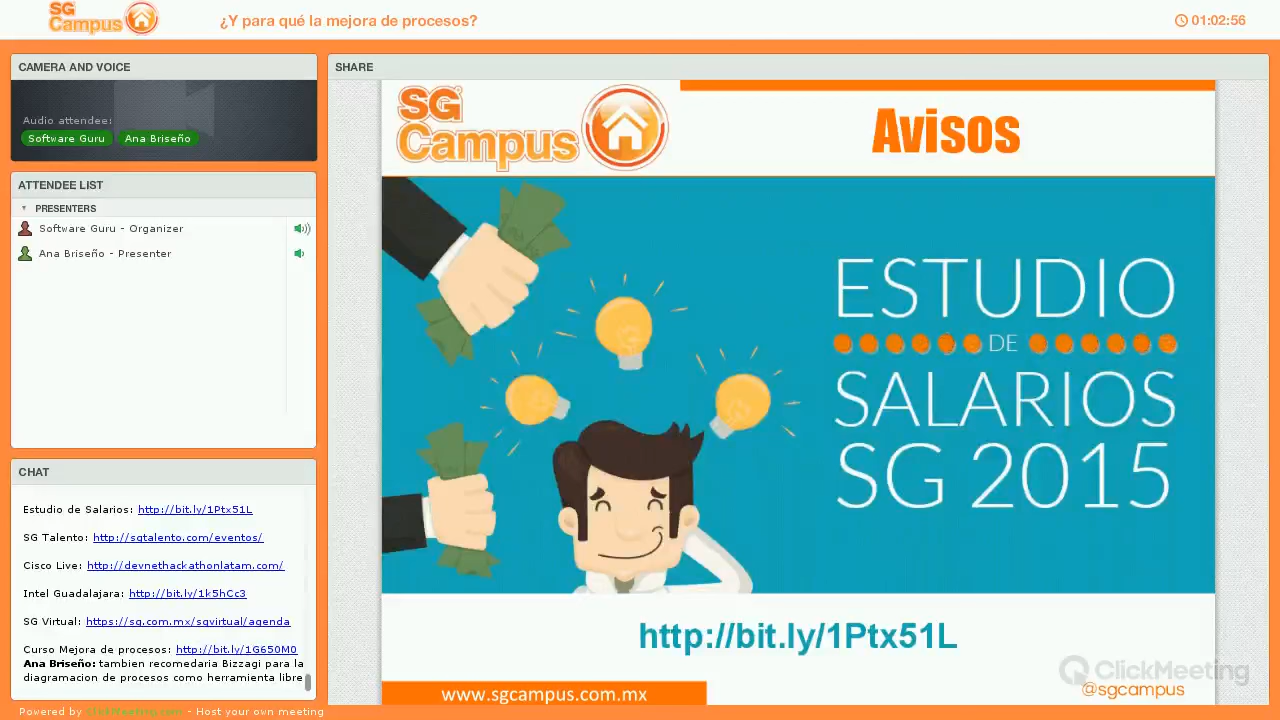 SG
Campus
¿Y para qué la mejora de procesos?
01:02:56
CAMERA AND VOICE
Audio attendee:
Software Guru
Ana Briseño
ATTENDEE LIST
PRESENTERS
Software Guru - Organizer
Ana Briseño - Presenter
CHAT
Estudio de Salarios: http://bit.ly/1Ptx51L
SG Talento: http://sgtalento.com/eventos/
Cisco Live: http://devnethackathonlatam.com/
Intel Guadalajara: http://bit.ly/1k5hCc3
SG Virtual: https://sg.com.mx/sgvirtual/agenda
Curso Mejora de procesos: http://bit.ly/1G650M0
Ana Briseño: tambien recomedaria Bizzagi para la
diagramacion de procesos como herramienta libre
Powered by ClickMeeting.com - Host your own meeting
SHARE
SG
Campus
Avisos
ESTUDIO
DE
SALARIOS
SG 2015
http://bit.ly/1Ptx51L
www.sgcampus.com.mx
ClickMeeting
@sgcampus